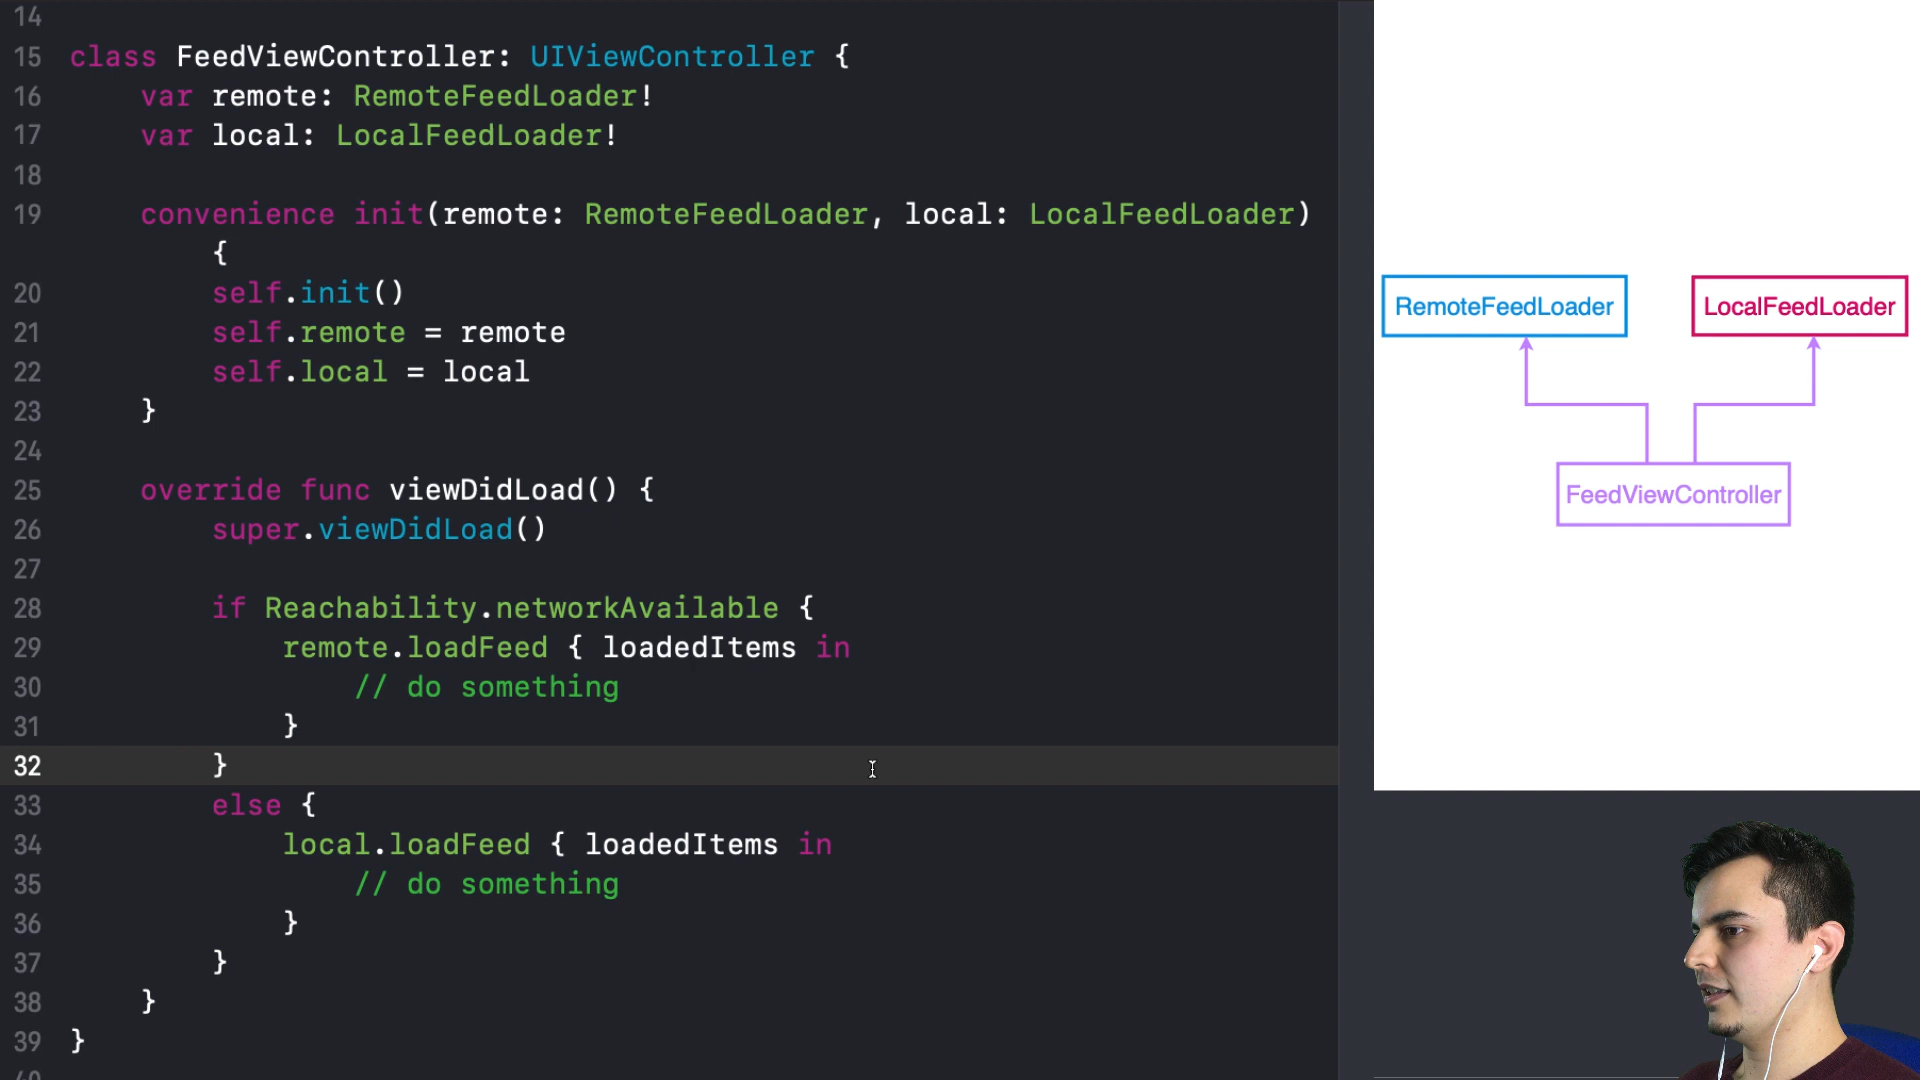 14
15 class FeedViewController: UIViewController {
16 var remote: RemoteFeedLoader!
17 var local: LocalFeedLoader!
18
19 convenience init(remote: RemoteFeedLoader, local: LocalFeedLoader)
{
20 self.init()
21 self.remote = remote
22 self.local = local
23 }
24
25 override func viewDidLoad() {
26 super.viewDidLoad()
27
28 if Reachability.networkAvailable {
29 remote.loadFeed { loadedItems in
30 // do something
31 }
32 }
33 else {
34 local.loadFeed { loadedItems in
35 // do something
36 }
37 }
38 }
39 }
40
RemoteFeedLoader
LocalFeedLoader
FeedViewController